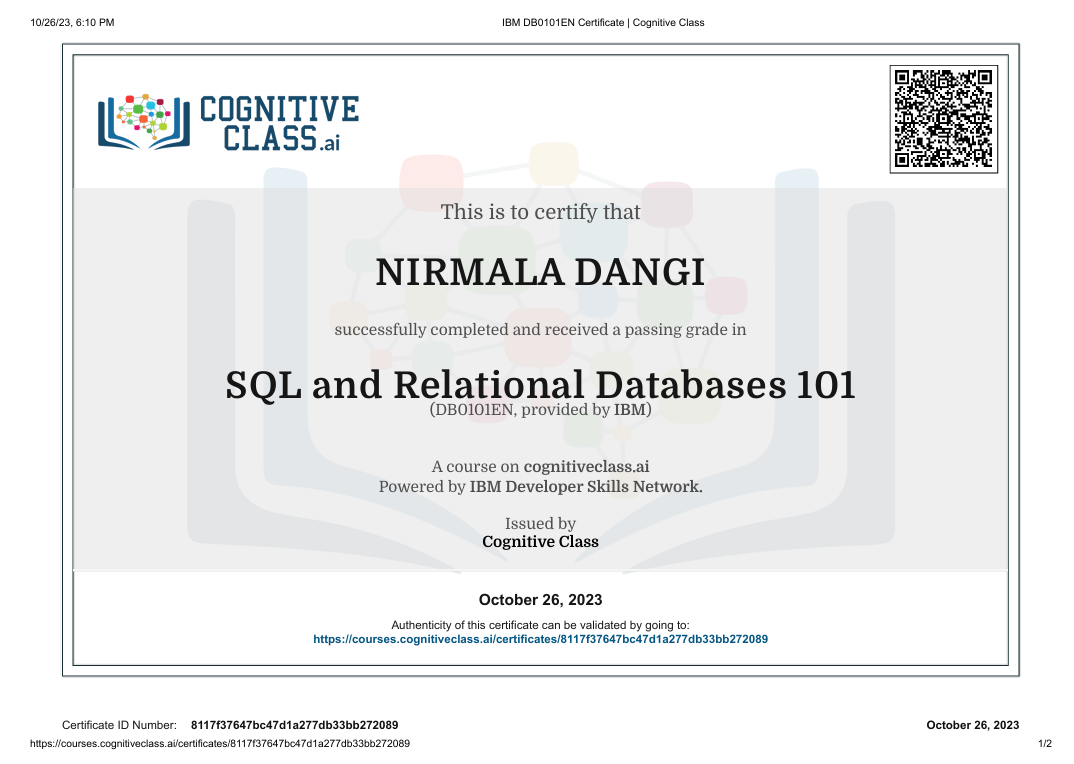 10/26/23, 6:10 PM
IBM DB0101EN Certificate | Cognitive Class
COGNITIVE
CLASS.ai
This is to certify that
NIRMALA DANGI
successfully completed and received a passing grade in
SQL and Relational Databases 101
(DB0101EN, provided by IBM)
A course on cognitiveclass.ai
Powered by IBM Developer Skills Network.
Issued by
Cognitive Class
October 26, 2023
Authenticity of this certificate can be validated by going to:
https://courses.cognitiveclass.ai/certificates/8117f37647bc47d1a277db33bb272089
Certificate ID Number: 8117f37647bc47d1a277db33bb272089
October 26, 2023
https://courses.cognitiveclass.ai/certificates/8117f37647bc47d1a277db33bb272089
1/2